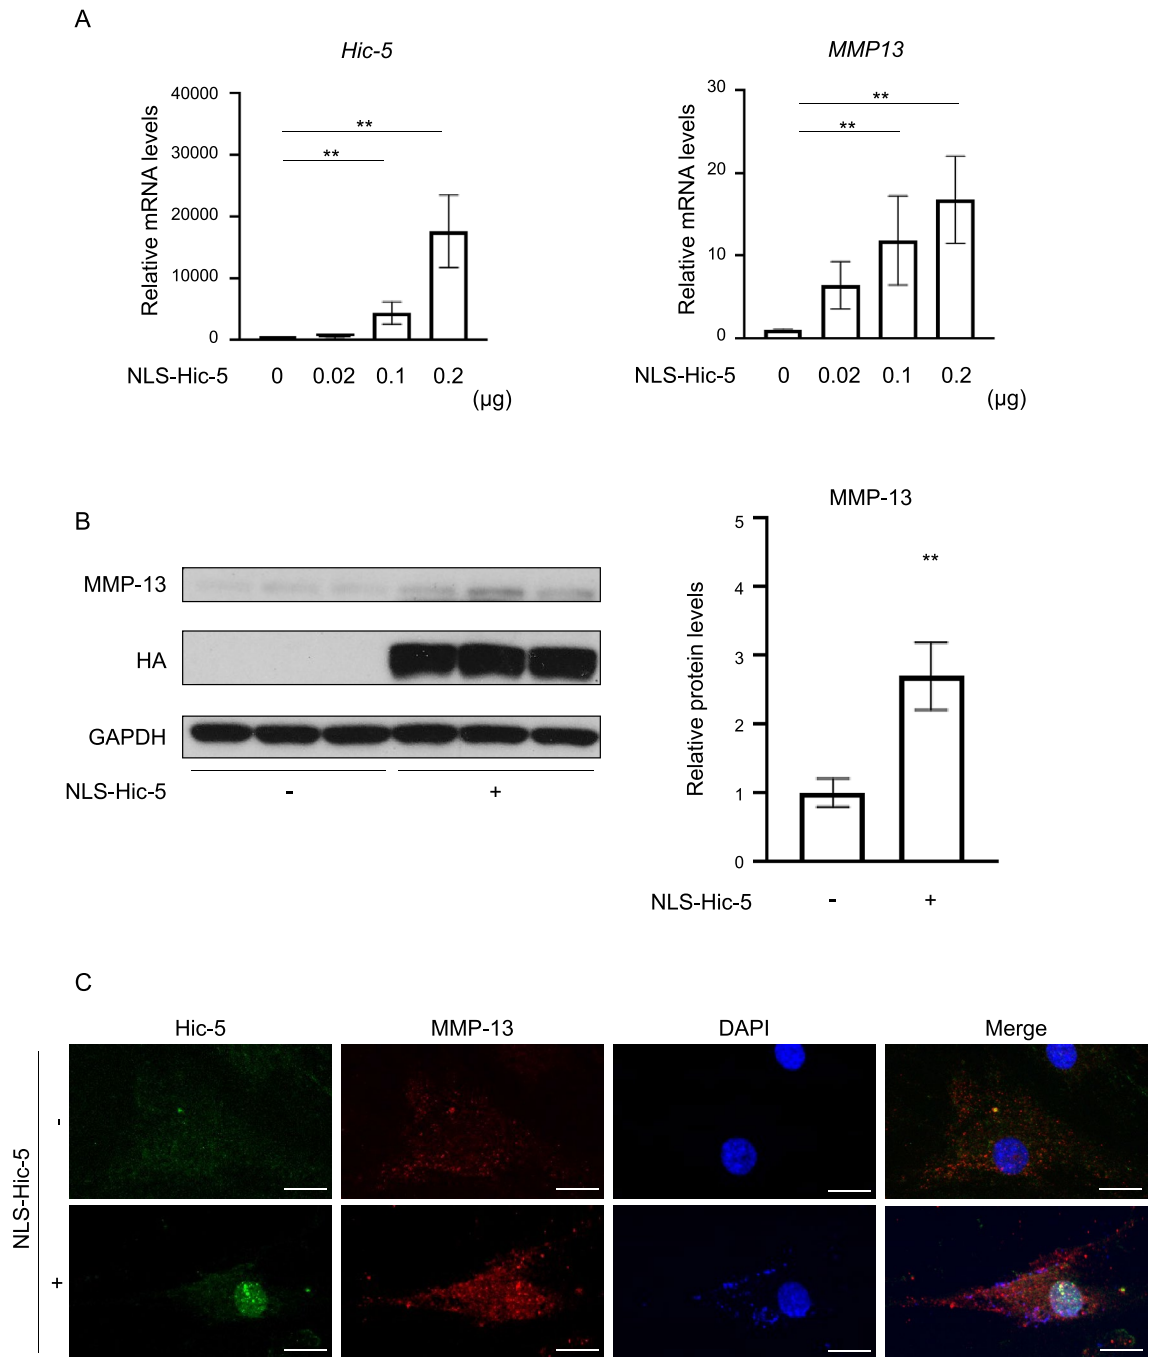 A
Hic-5
MMP13
Relative mRNA levels
40000
30000
20000
10000
0
**
**
NLS-Hic-5 0 0.02 0.1 0.2
(µg)
Relative mRNA levels
30
20
10
0
**
**
NLS-Hic-5 0 0.02 0.1 0.2
(µg)
B
MMP-13
HA
GAPDH
NLS-Hic-5 - +
MMP-13
Relative protein levels
5
4
3
2
1
0
**
NLS-Hic-5 - +
C
Hic-5 MMP-13 DAPI Merge
NLS-Hic-5
-
+